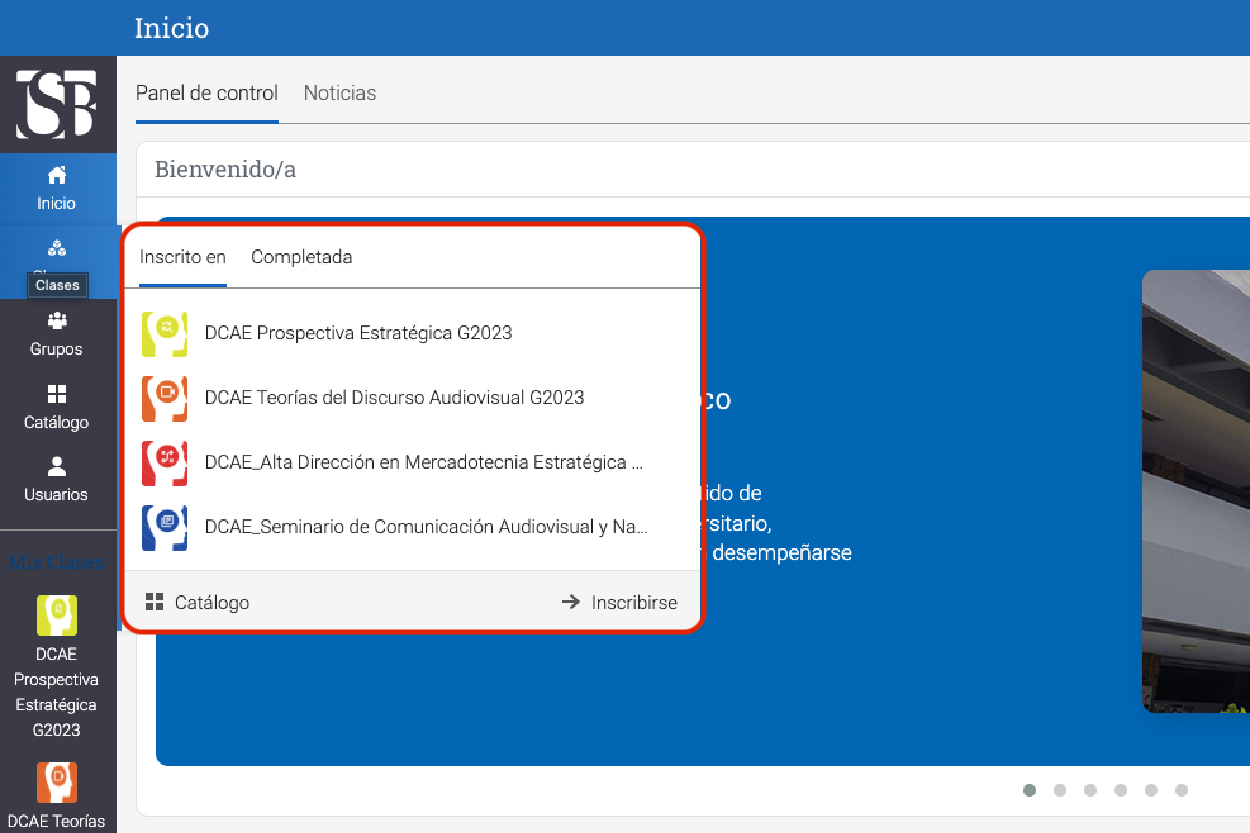 Inicio
TSB
Panel de control
Noticias
Bienvenido/a
Inicio
Clases
Grupos
Catálogo
Usuarios
Mis Clases
DCAE
Prospectiva
Estratégica
G2023
DCAE Teorías
Inscrito en
Completada
DCAE Prospectiva Estratégica G2023
DCAE Teorías del Discurso Audiovisual G2023
DCAE_Alta Dirección en Mercadotecnia Estratégica ...
DCAE_Seminario de Comunicación Audiovisual y Na...
Catálogo
Inscribirse
co
ido de
rsitario,
desempeñarse